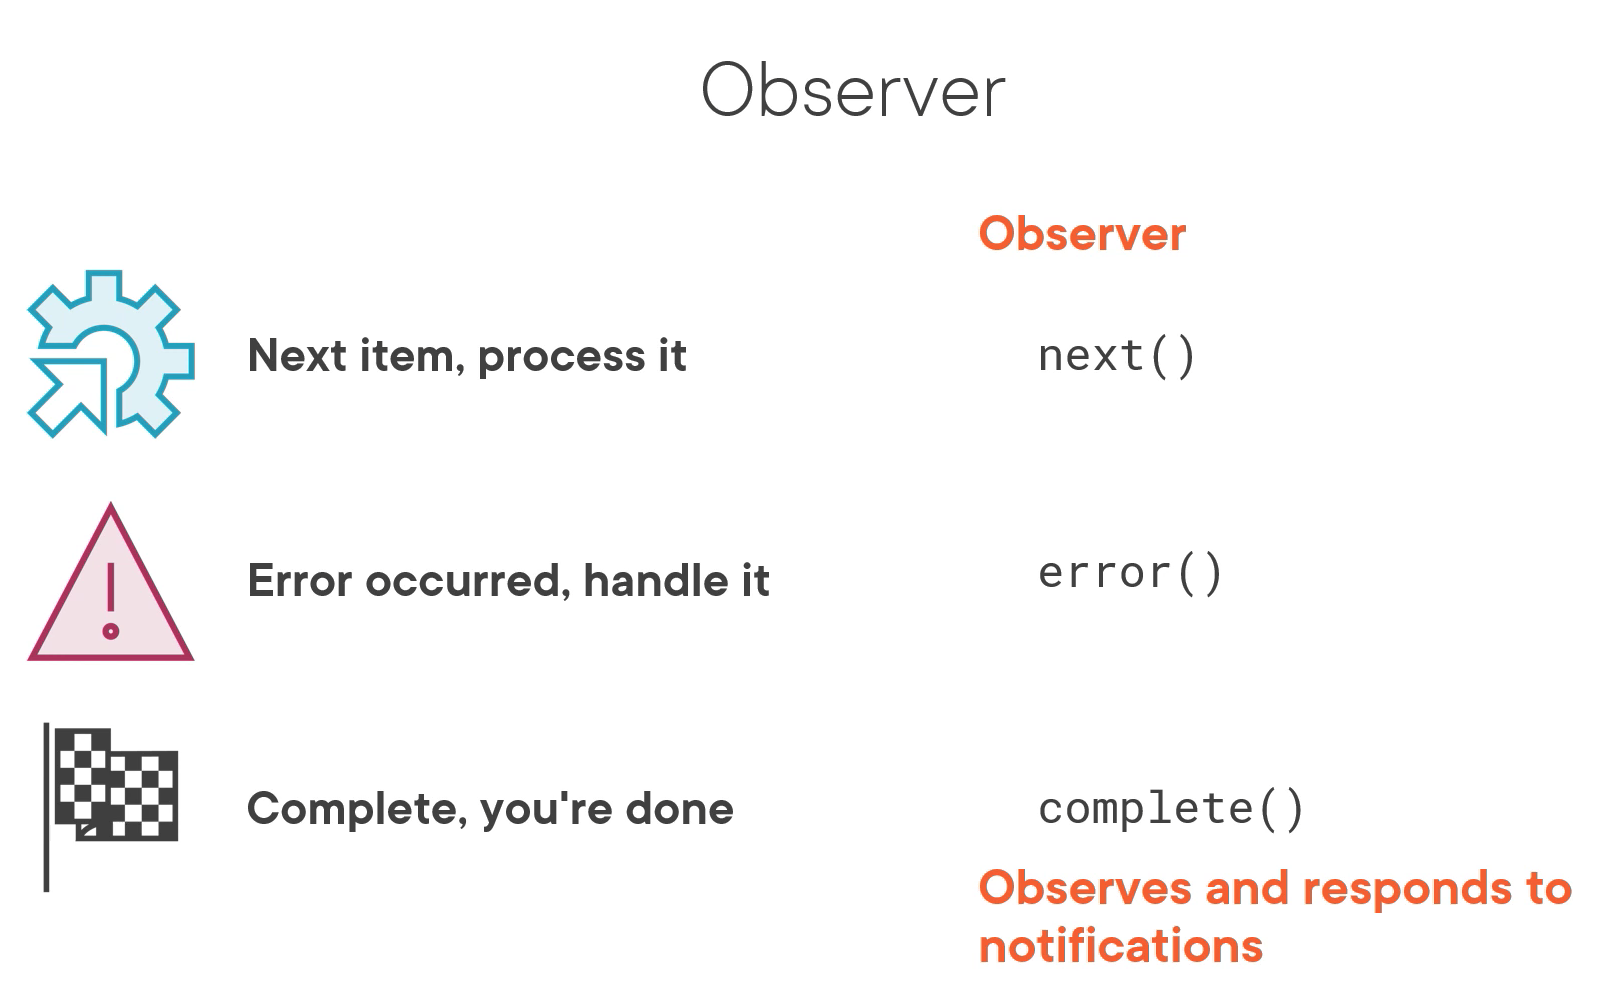 Observer
Observer
Next item, process it
next()
Error occurred, handle it
error()
Complete, you're done
complete()
Observes and responds to
notifications